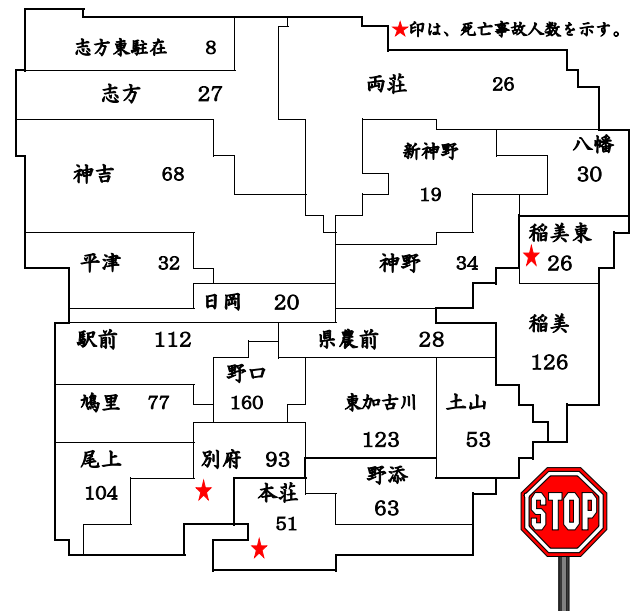 ★印は、死亡事故人数を示す。
志方東駐在 8
志方 27
両荘 26
神吉 68
新神野
19
八幡
30
平津 32
神野 34
稲美東
★ 26
日岡 20
稲美
126
駅前 112
県農前 28
野口
160
鳩里 77
東加古川
123
土山
53
尾上
104
別府 93
★
本荘
51
★
野添
63
STOP